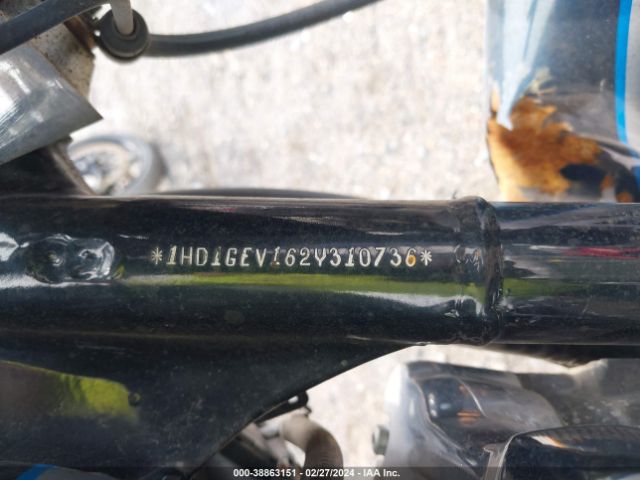 *1HD1GEV162Y310736*
000-38863151 - 02/27/2024 - IAA Inc.